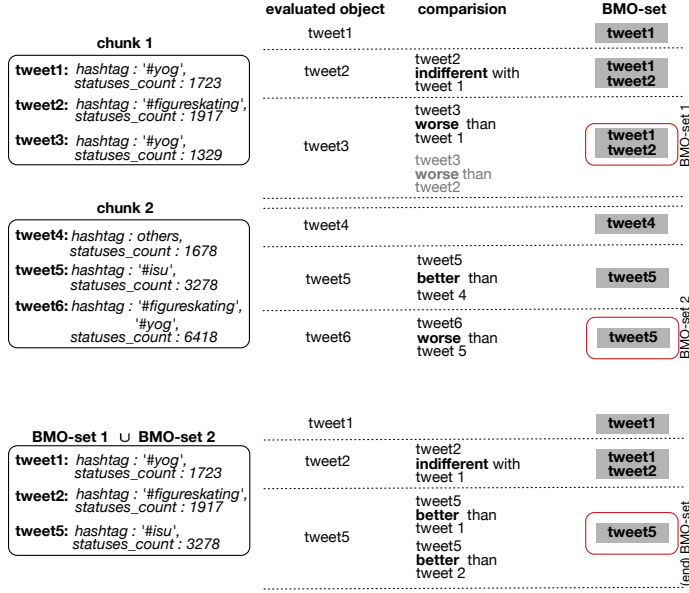 evaluated object comparision BMO-set
chunk 1
tweet1: hashtag : '#yog',
statuses_count : 1723
tweet2: hashtag : '#figureskating',
statuses_count : 1917
tweet3: hashtag : '#yog',
statuses_count : 1329
tweet1
tweet1
tweet2
tweet2
indifferent with
tweet 1
tweet1
tweet2
tweet3
tweet3
worse than
tweet 1
tweet3
worse than
tweet2
tweet1
tweet2
BMO-set 1
chunk 2
tweet4: hashtag : others,
statuses_count : 1678
tweet5: hashtag : '#isu',
statuses_count : 3278
tweet6: hashtag : '#figureskating',
'#yog',
statuses_count : 6418
tweet4
tweet4
tweet5
tweet5
better than
tweet 4
tweet5
tweet6
tweet6
worse than
tweet 5
tweet5
BMO-set 2
BMO-set 1 ∪ BMO-set 2
tweet1: hashtag : '#yog',
statuses_count : 1723
tweet2: hashtag : '#figureskating',
statuses_count : 1917
tweet5: hashtag : '#isu',
statuses_count : 3278
tweet1
tweet1
tweet2
tweet2
indifferent with
tweet 1
tweet1
tweet2
tweet5
tweet5
better than
tweet 1
tweet5
better than
tweet 2
tweet5
(end) BMO-set